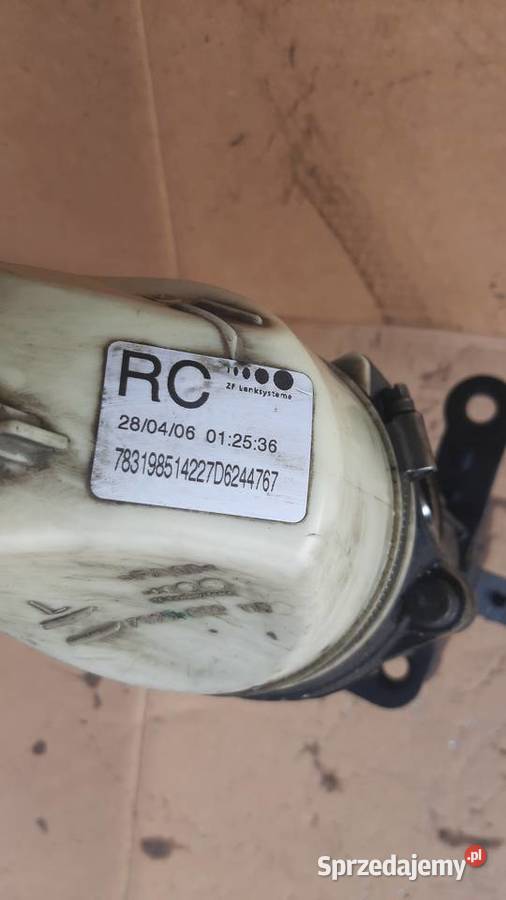 RC
ZF Lenksysteme
28/04/06 01:25:36
783198514227D6244767
Sprzedajemy.pl